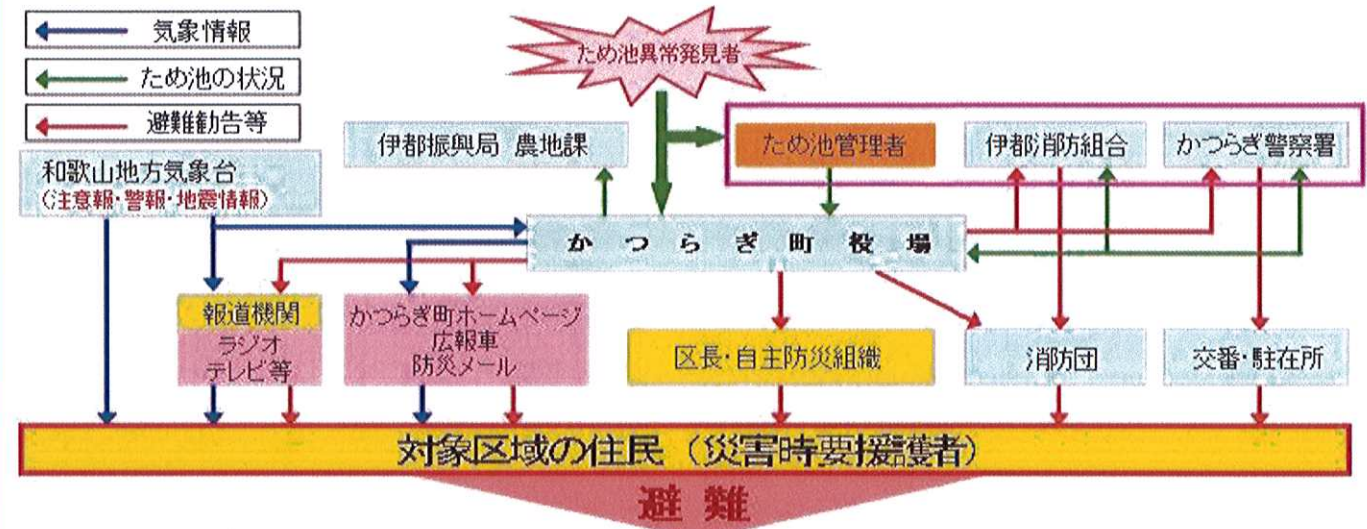 気象情報
ため池の状況
避難勧告等
ため池異常発見者
伊都振興局 農地課
ため池管理者
伊都消防組合
かつらぎ警察署
和歌山地方気象台
(注意報・警報・地震情報)
かつらぎ町役場
報道機関
ラジオ
テレビ等
かつらぎ町ホームページ
広報車
防災メール
区長・自主防災組織
消防団
交番・駐在所
対象区域の住民(災害時要援護者)
避難